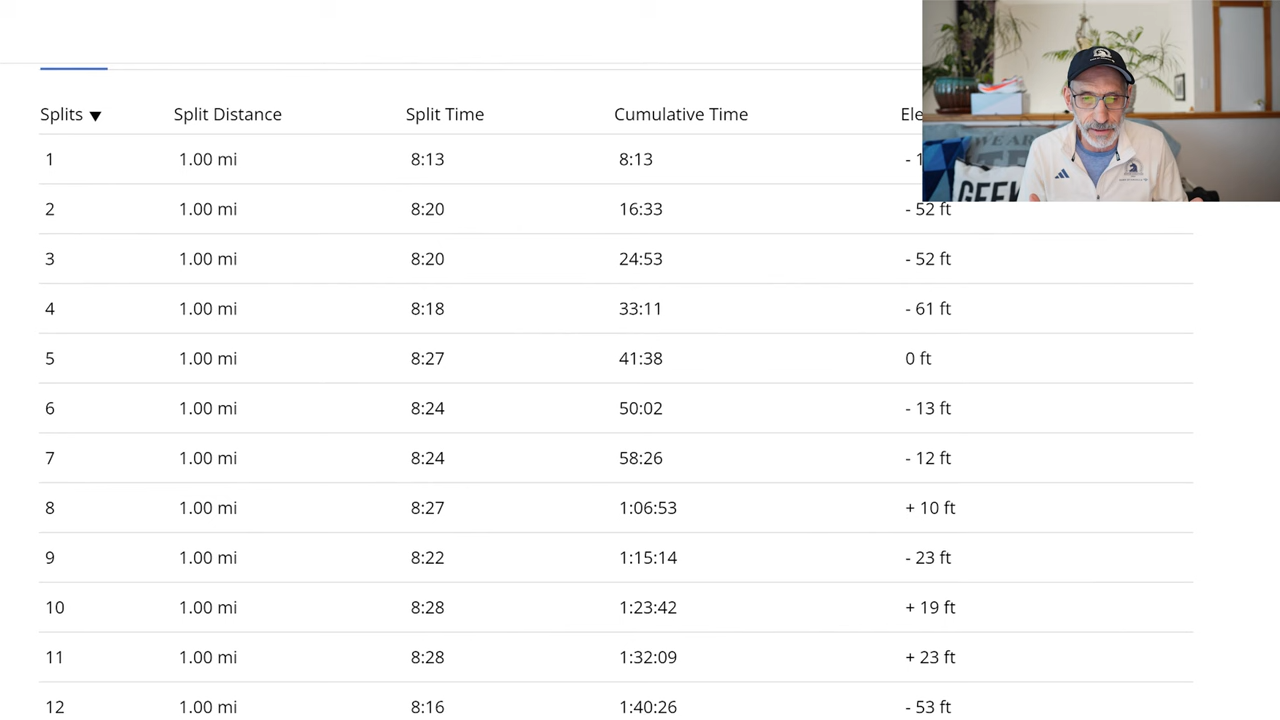 Splits ▼ Split Distance Split Time Cumulative Time
1 1.00 mi 8:13 8:13
2 1.00 mi 8:20 16:33 - 52 ft
3 1.00 mi 8:20 24:53 - 52 ft
4 1.00 mi 8:18 33:11 - 61 ft
5 1.00 mi 8:27 41:38 0 ft
6 1.00 mi 8:24 50:02 - 13 ft
7 1.00 mi 8:24 58:26 - 12 ft
8 1.00 mi 8:27 1:06:53 + 10 ft
9 1.00 mi 8:22 1:15:14 - 23 ft
10 1.00 mi 8:28 1:23:42 + 19 ft
11 1.00 mi 8:28 1:32:09 + 23 ft
12 1.00 mi 8:16 1:40:26 - 53 ft
WE ARE
GEEK